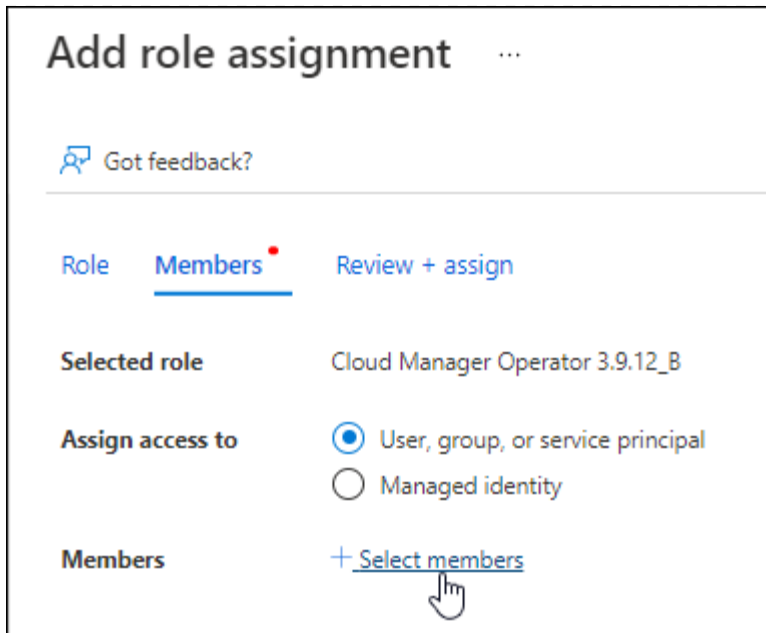 Add role assignment ...
Got feedback?
Role Members Review + assign
Selected role Cloud Manager Operator 3.9.12_B
Assign access to User, group, or service principal
Managed identity
Members + Select members